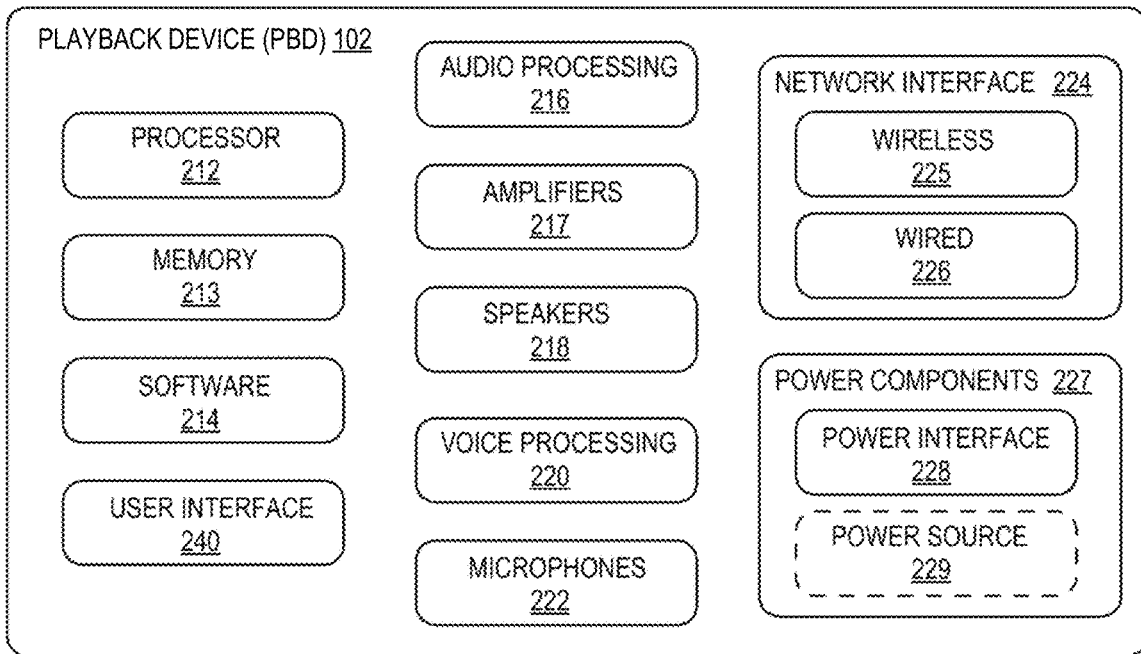 PLAYBACK DEVICE (PBD) 102
PROCESSOR
212
MEMORY
213
SOFTWARE
214
USER INTERFACE
240
AUDIO PROCESSING
216
AMPLIFIERS
217
SPEAKERS
218
VOICE PROCESSING
220
MICROPHONES
222
NETWORK INTERFACE 224
WIRELESS
225
WIRED
226
POWER COMPONENTS 227
POWER INTERFACE
228
POWER SOURCE
229